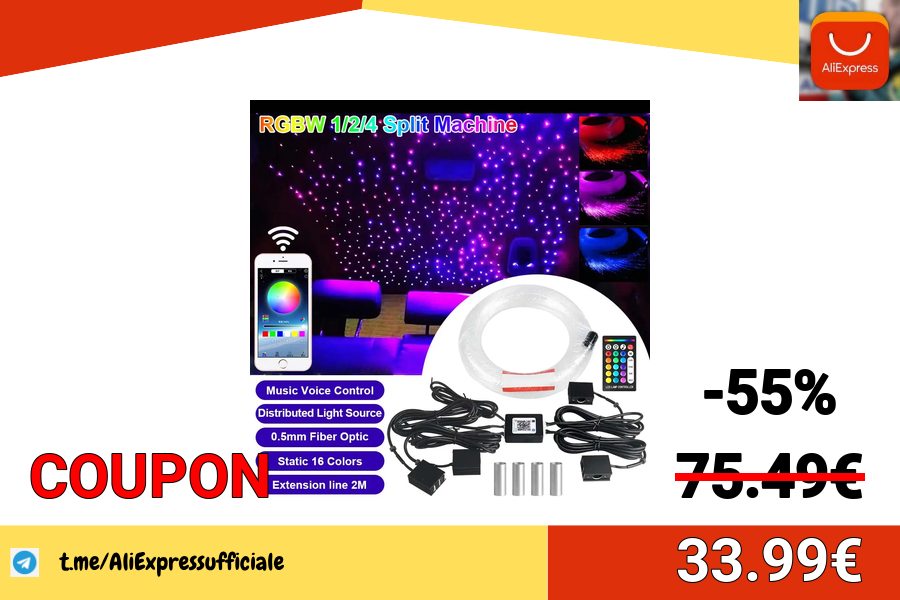 AliExpress
RGBW 1/2/4 Split Machine
Music Voice Control
Distributed Light Source
0.5mm Fiber Optic
Static 16 Colors
Extension line 2M
-55%
COUPON
75.49€
t.me/AliExpressufficiale
33.99€